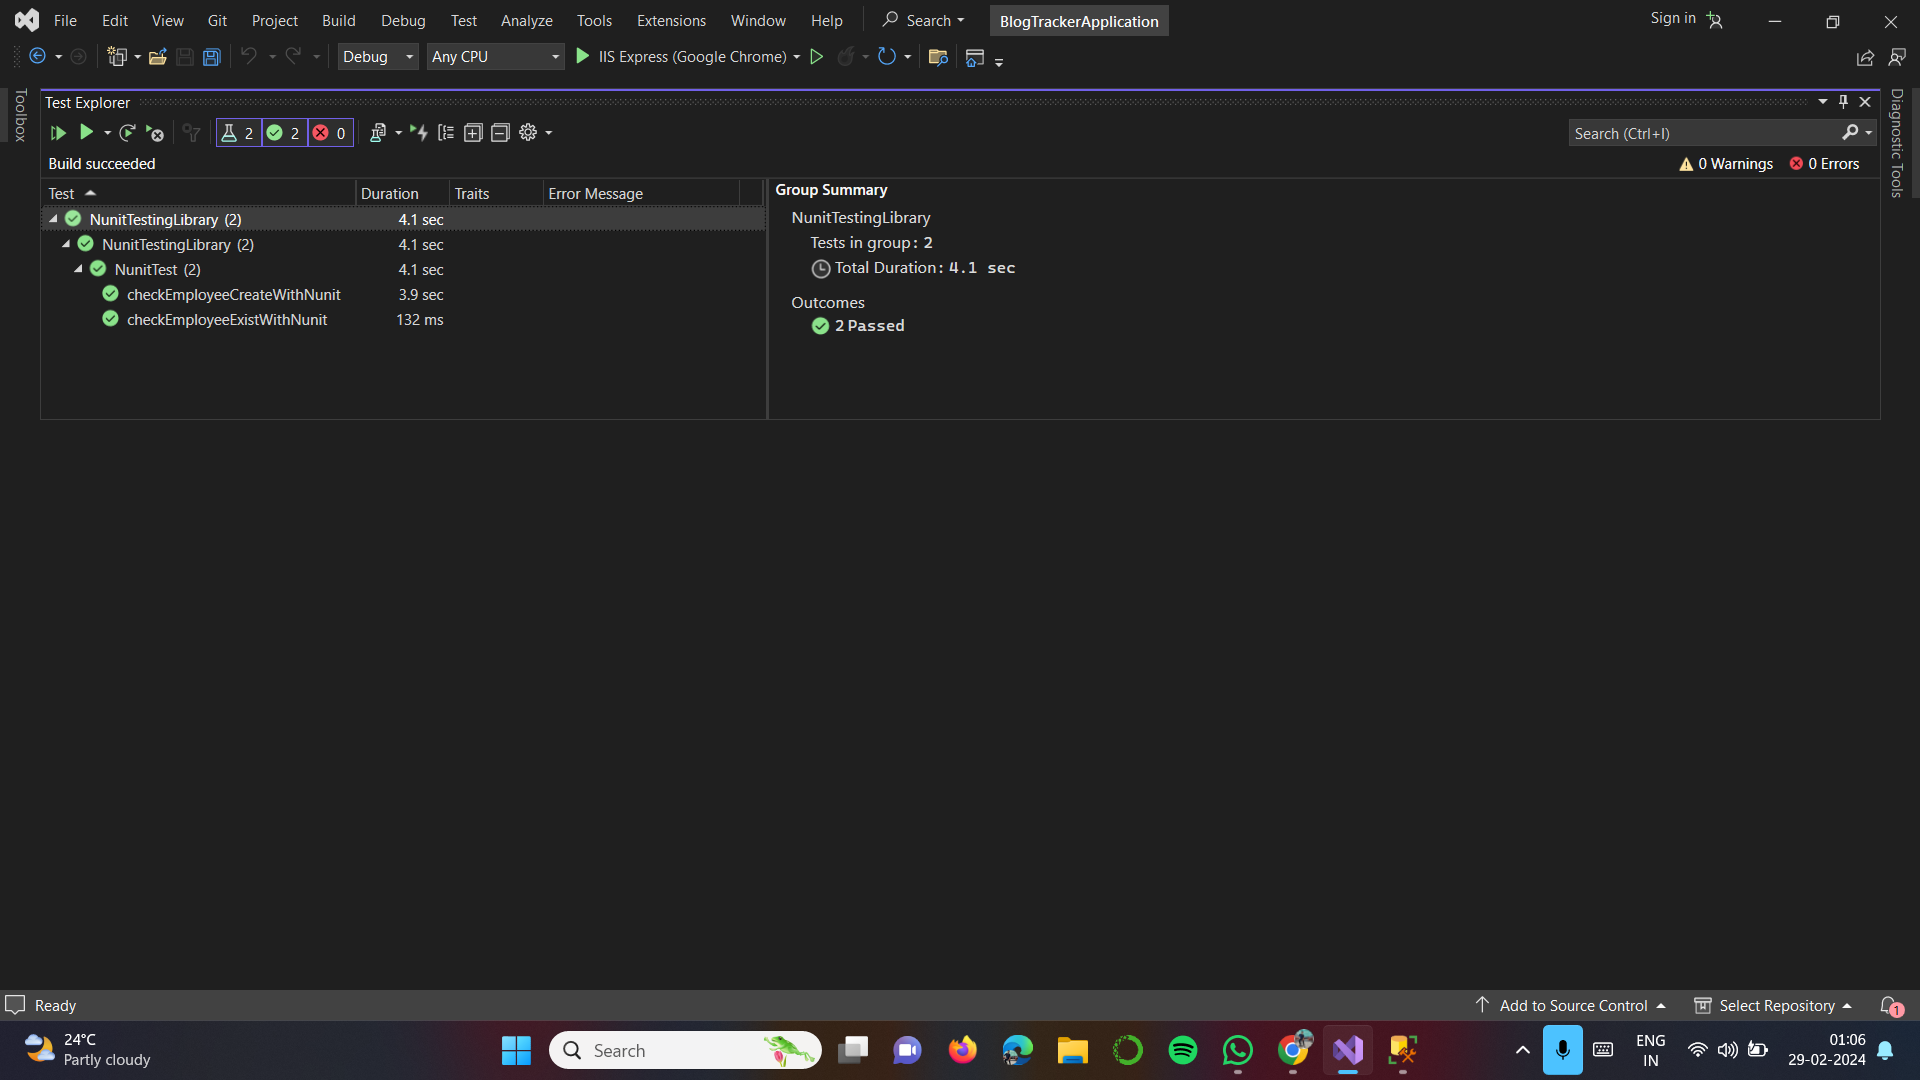 File Edit View Git Project Build Debug Test Analyze Tools Extensions Window Help Search BlogTrackerApplication Sign in
Debug Any CPU IIS Express (Google Chrome)
Toolbox
Diagnostic Tools
Test Explorer
2 2 0 Search (Ctrl+I)
Build succeeded 0 Warnings 0 Errors
Test Duration Traits Error Message
NunitTestingLibrary (2) 4.1 sec
NunitTestingLibrary (2) 4.1 sec
NunitTest (2) 4.1 sec
checkEmployeeCreateWithNunit 3.9 sec
checkEmployeeExistWithNunit 132 ms
Group Summary
NunitTestingLibrary
Tests in group: 2
Total Duration: 4.1 sec
Outcomes
2 Passed
Ready Add to Source Control Select Repository 1
24°C
Partly cloudy
Search
ENG
IN
01:06
29-02-2024